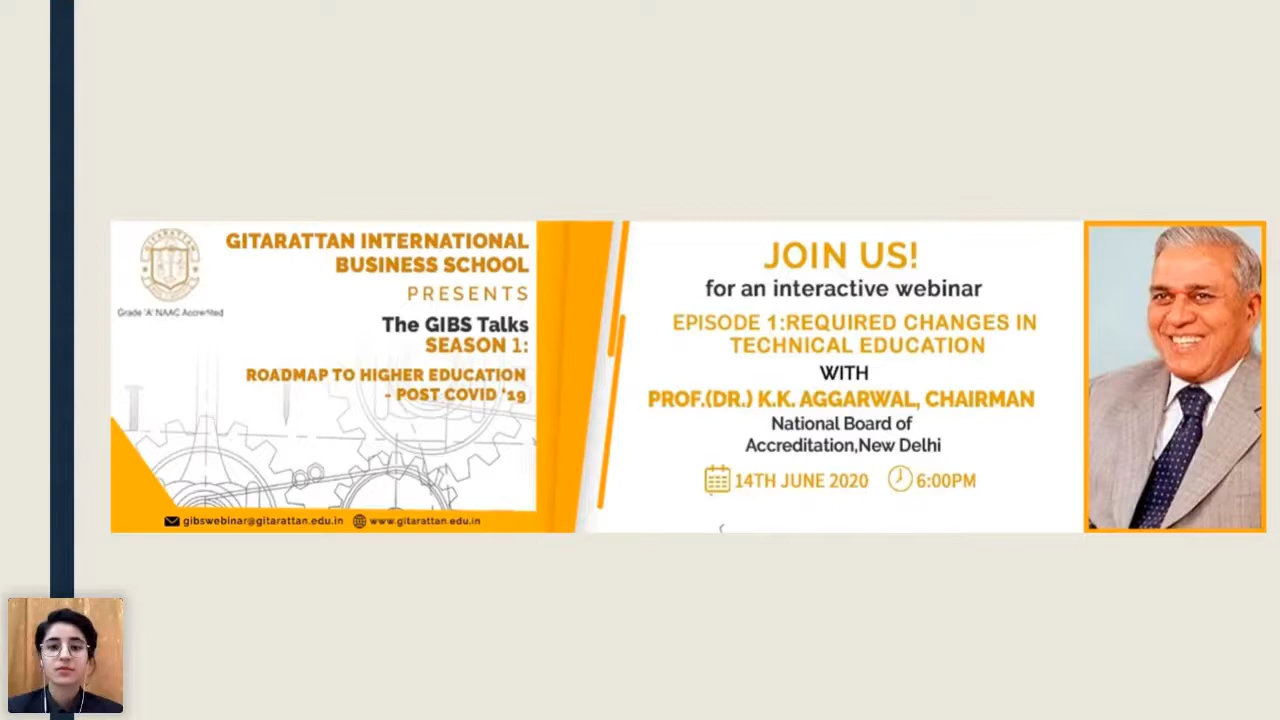 GITARATTAN
Grade 'A' NAAC Accredited
GITARATTAN INTERNATIONAL
BUSINESS SCHOOL
PRESENTS
The GIBS Talks
SEASON 1:
ROADMAP TO HIGHER EDUCATION
- POST COVID '19
gibswebinar@gitarattan.edu.in www.gitarattan.edu.in
JOIN US!
for an interactive webinar
EPISODE 1:REQUIRED CHANGES IN
TECHNICAL EDUCATION
WITH
PROF.(DR.) K.K. AGGARWAL, CHAIRMAN
National Board of
Accreditation,New Delhi
14TH JUNE 2020 6:00PM